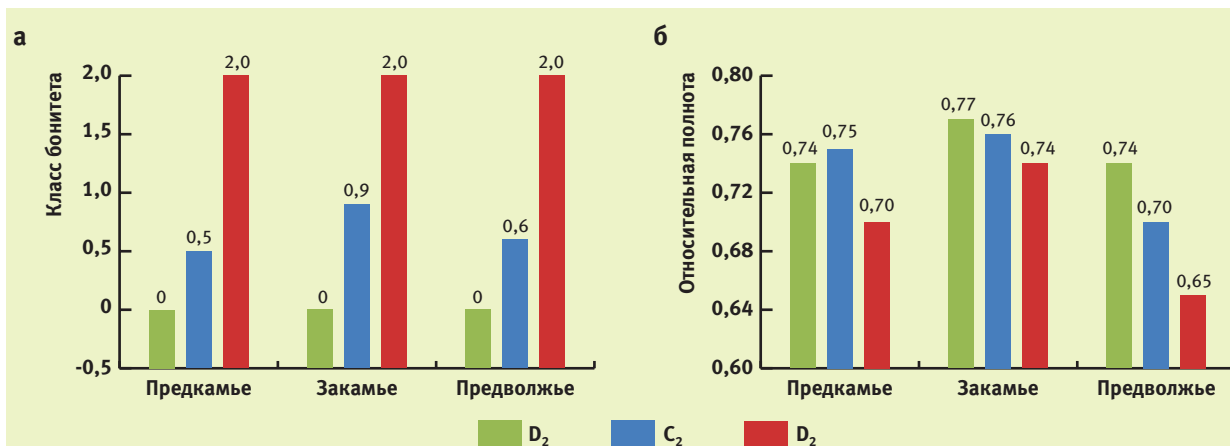 а
Класс бонитета
2,0
1,5
1,0
0,5
0
-0,5
0
0,5
2,0
0
0,9
2,0
0
0,6
2,0
Предкамье
Закамье
Предволжье
б
Относительная полнота
0,80
0,76
0,72
0,68
0,64
0,60
0,74
0,75
0,70
0,77
0,76
0,74
0,74
0,70
0,65
Предкамье
Закамье
Предволжье
D₂
C₂
D₂